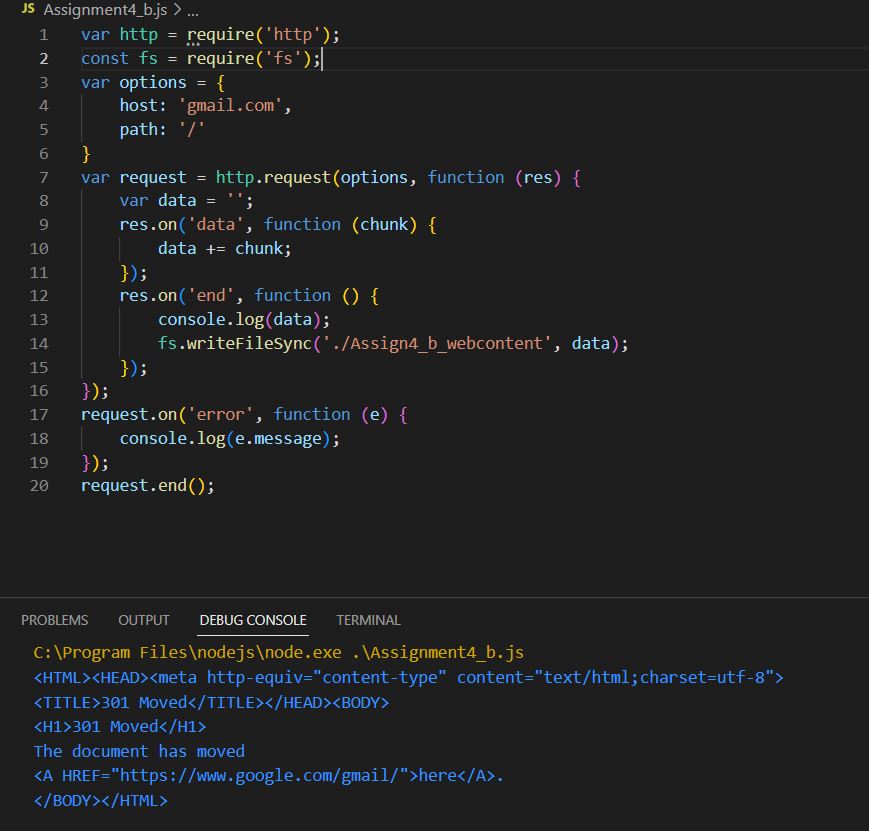 JS Assignment4_b.js > ...
1 var http = require('http');
2 const fs = require('fs');
3 var options = {
4 host: 'gmail.com',
5 path: '/'
6 }
7 var request = http.request(options, function (res) {
8 var data = '';
9 res.on('data', function (chunk) {
10 data += chunk;
11 });
12 res.on('end', function () {
13 console.log(data);
14 fs.writeFileSync('./Assign4_b_webcontent', data);
15 });
16 });
17 request.on('error', function (e) {
18 console.log(e.message);
19 });
20 request.end();
PROBLEMS OUTPUT DEBUG CONSOLE TERMINAL
C:\Program Files\nodejs\node.exe .\Assignment4_b.js
<HTML><HEAD><meta http-equiv="content-type" content="text/html;charset=utf-8">
<TITLE>301 Moved</TITLE></HEAD><BODY>
<H1>301 Moved</H1>
The document has moved
<A HREF="https://www.google.com/gmail/">here</A>.
</BODY></HTML>